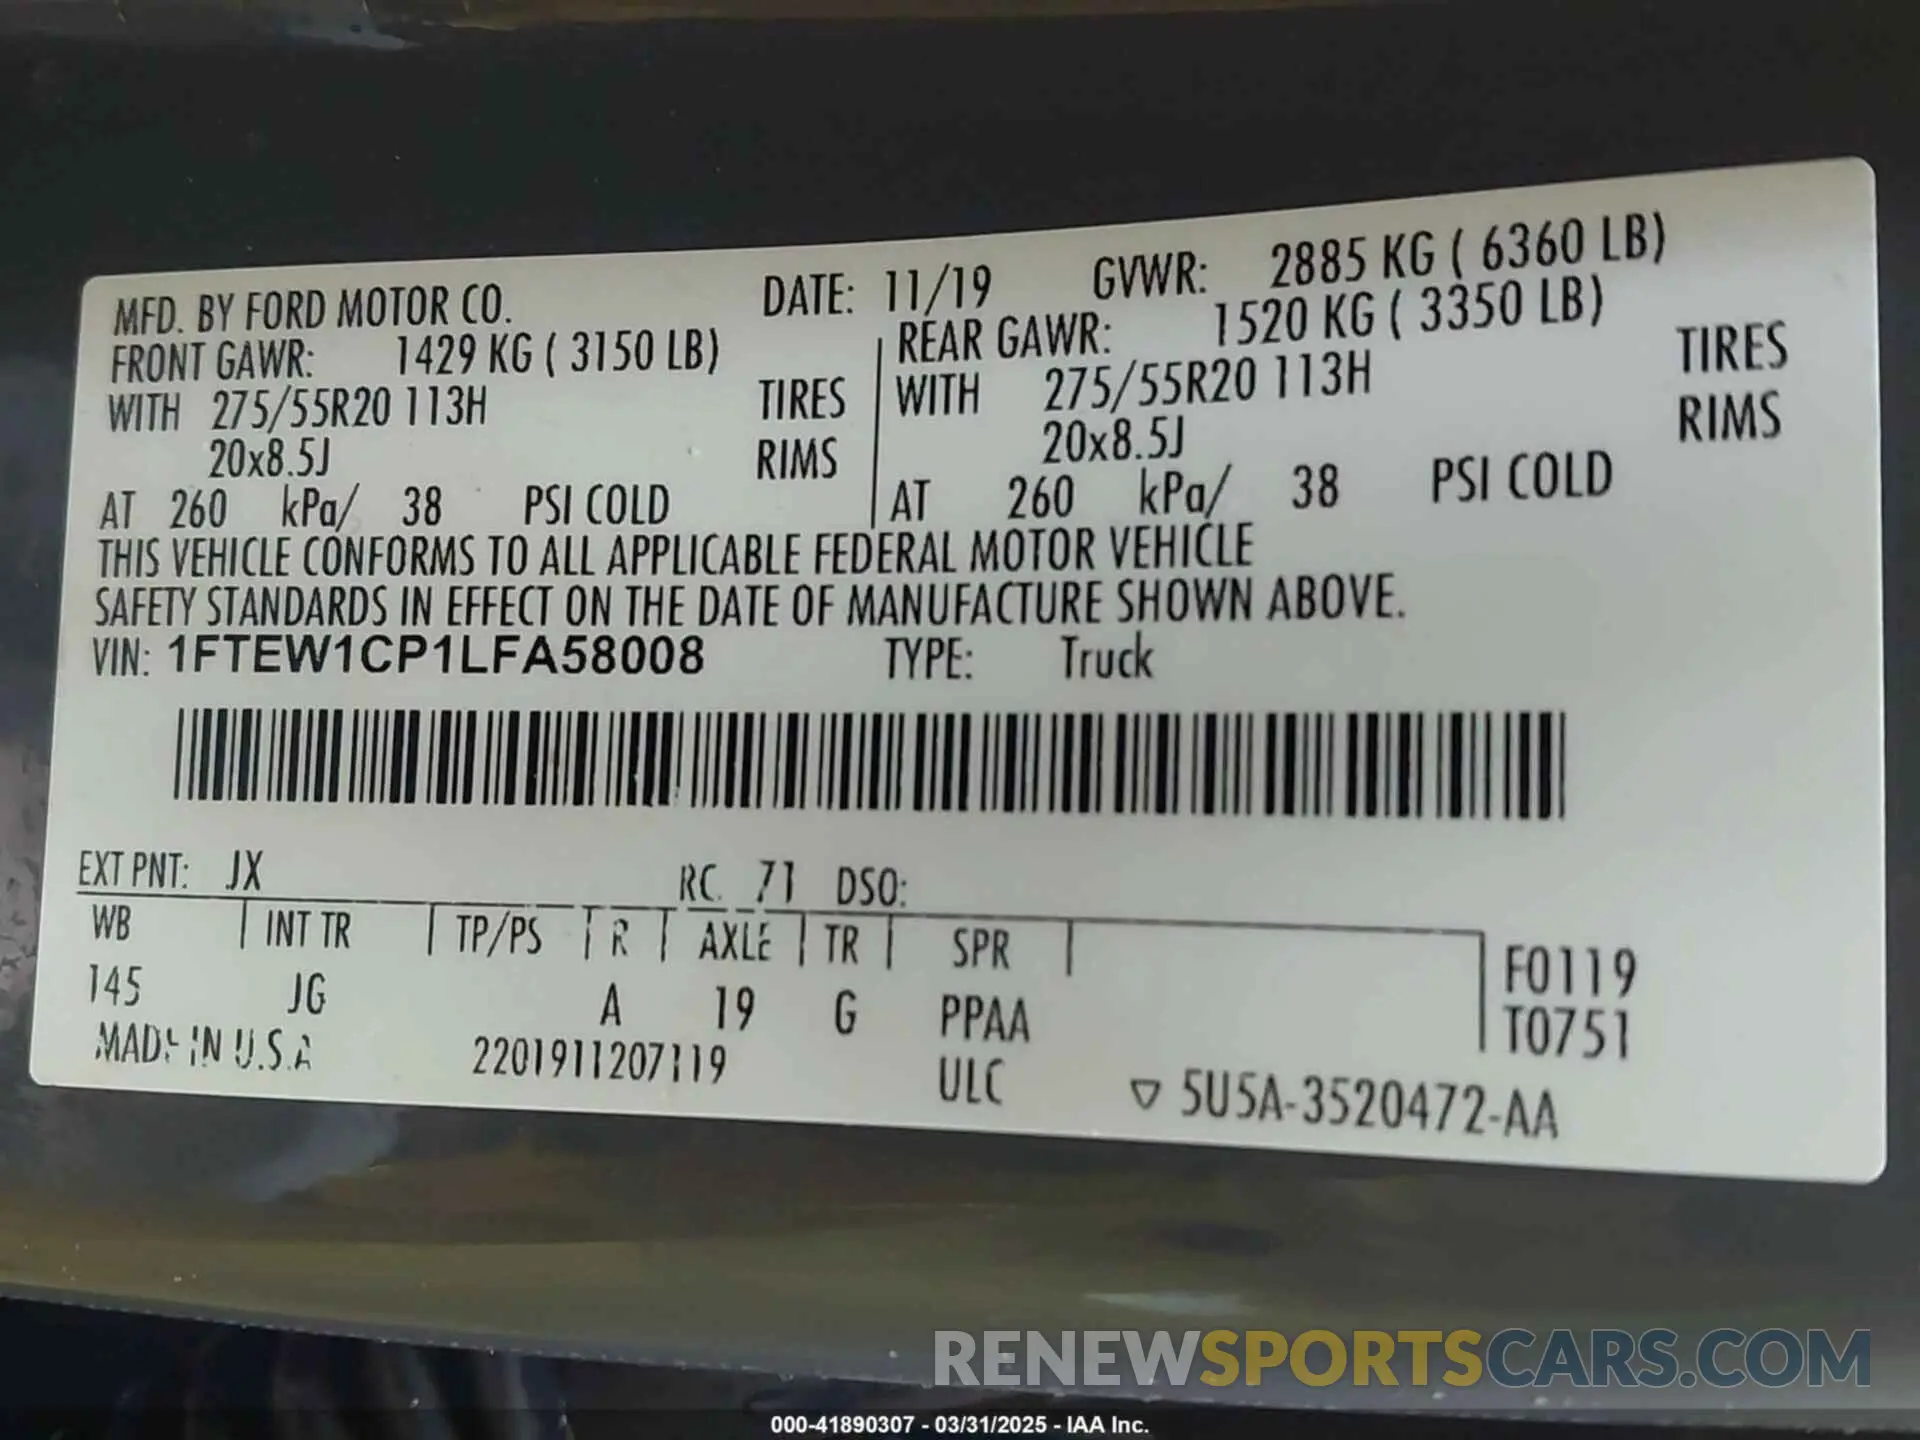 MFD. BY FORD MOTOR CO. DATE: 11/19 GVWR: 2885 KG ( 6360 LB)
FRONT GAWR: 1429 KG ( 3150 LB) REAR GAWR: 1520 KG ( 3350 LB)
WITH 275/55R20 113H TIRES WITH 275/55R20 113H TIRES
20x8.5J RIMS 20x8.5J RIMS
AT 260 kPa/ 38 PSI COLD AT 260 kPa/ 38 PSI COLD
THIS VEHICLE CONFORMS TO ALL APPLICABLE FEDERAL MOTOR VEHICLE
SAFETY STANDARDS IN EFFECT ON THE DATE OF MANUFACTURE SHOWN ABOVE.
VIN: 1FTEW1CP1LFA58008 TYPE: Truck
EXT PNT: JX RC: 71 DSO:
WB INT TR TP/PS R AXLE TR SPR F0119
145 JG A 19 G PPAA T0751
MADE IN U.S.A 2201911207119 ULC ▽ 5U5A-3520472-AA
RENEWSPORTSCARS.COM
000-41890307 - 03/31/2025 - IAA Inc.